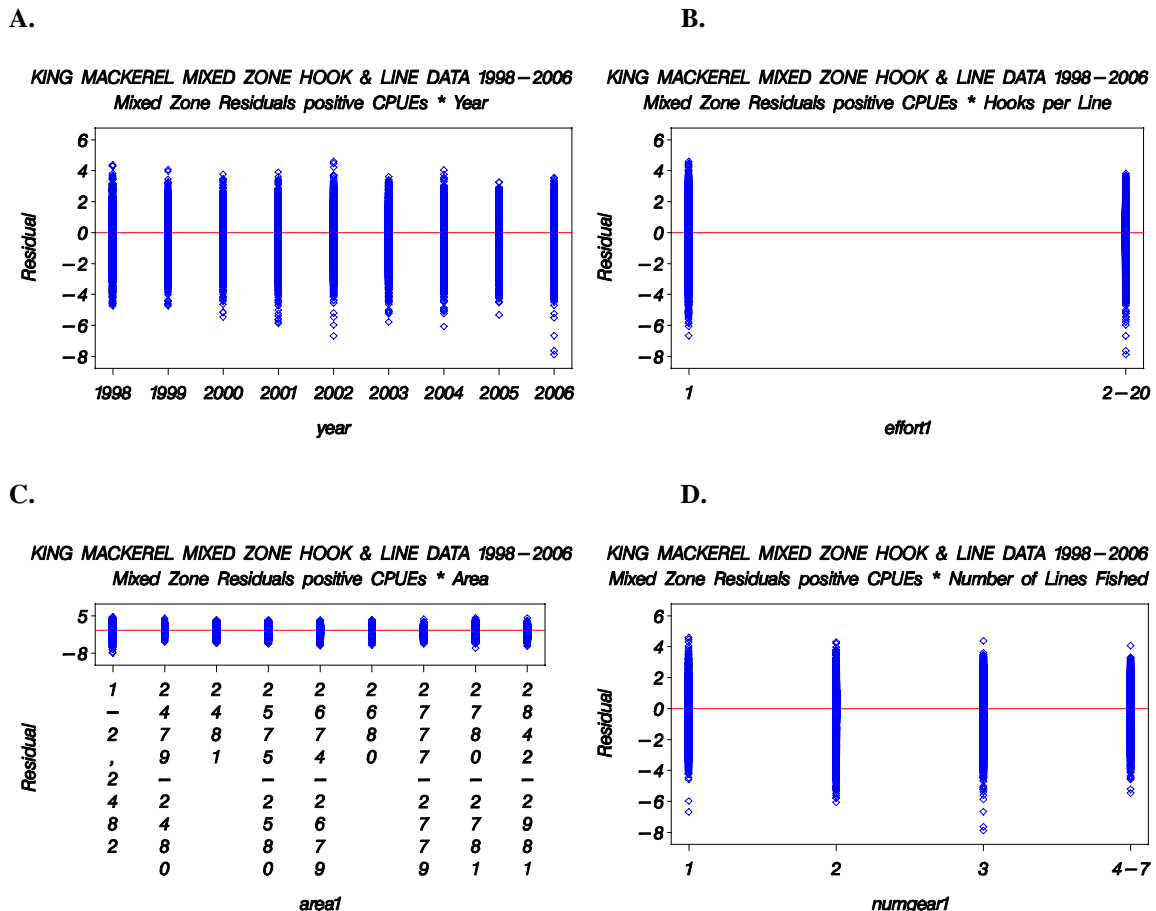 A.
KING MACKEREL MIXED ZONE HOOK & LINE DATA 1998−2006
Mixed Zone Residuals positive CPUEs * Year
Residual
6
4
2
0
−2
−4
−6
−8
1998 1999 2000 2001 2002 2003 2004 2005 2006
year
B.
KING MACKEREL MIXED ZONE HOOK & LINE DATA 1998−2006
Mixed Zone Residuals positive CPUEs * Hooks per Line
Residual
6
4
2
0
−2
−4
−6
−8
1 2−20
effort1
C.
KING MACKEREL MIXED ZONE HOOK & LINE DATA 1998−2006
Mixed Zone Residuals positive CPUEs * Area
Residual
5
−8
1−2,2482
2479−2480
2481
2575−2580
2674−2679
2680
2777−2779
2780−2781
2842−2981
area1
D.
KING MACKEREL MIXED ZONE HOOK & LINE DATA 1998−2006
Mixed Zone Residuals positive CPUEs * Number of Lines Fished
Residual
6
4
2
0
−2
−4
−6
−8
1 2 3 4−7
numgear1